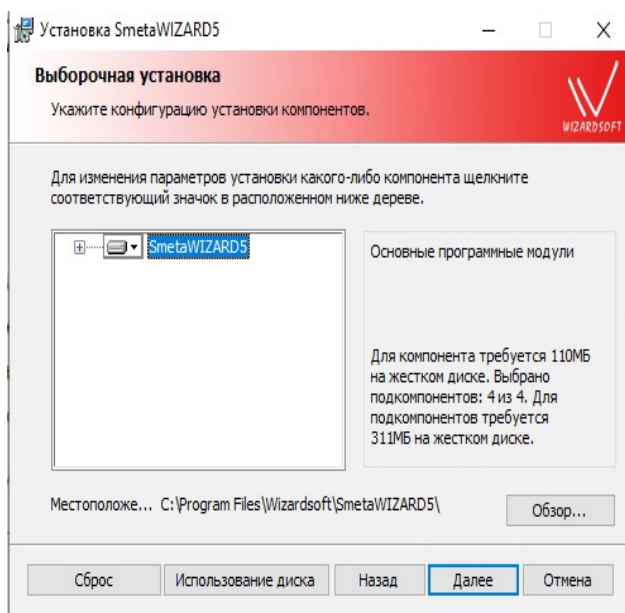 Установка SmetaWIZARD5
Выборочная установка
Укажите конфигурацию установки компонентов.
WIZARDSOFT
Для изменения параметров установки какого-либо компонента щелкните
соответствующий значок в расположенном ниже дереве.
SmetaWIZARD5
Основные программные модули
Для компонента требуется 110МБ
на жестком диске. Выбрано
подкомпонентов: 4 из 4. Для
подкомпонентов требуется
311МБ на жестком диске.
Местоположе... C:\Program Files\Wizardsoft\SmetaWIZARD5\
Обзор...
Сброс Использование диска Назад Далее Отмена